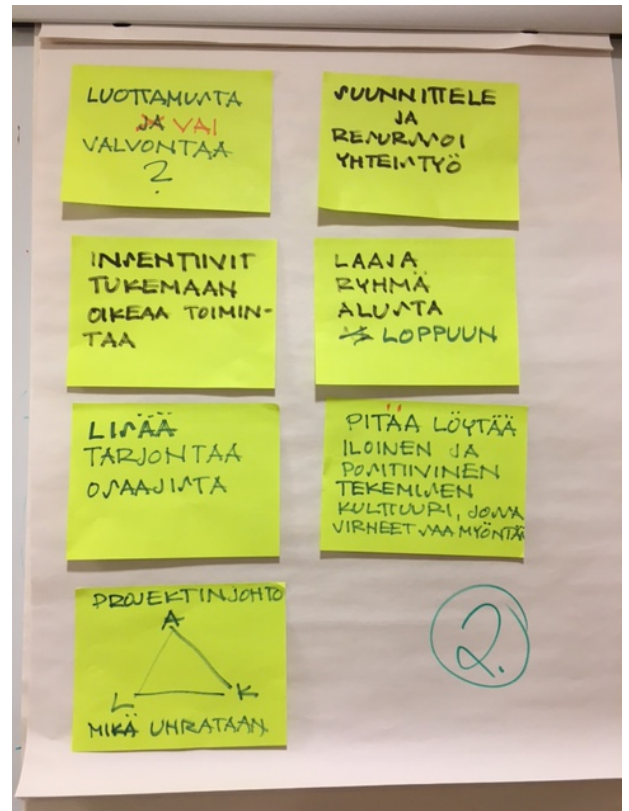 LUOTTAMUSTA
JA VAI
VALVONTAA
?
SUUNNITTELE
JA
RESURSSOI
YHTEISTYÖ
INSENTIIVIT
TUKEMAAN
OIKEAA TOIMIN-
TAA
LAAJA
RYHMÄ
ALUSTA
LOPPUUN
LISÄÄ
TARJONTAA
OSAAJISTA
PITÄÄ LÖYTÄÄ
ILOINEN JA
POSITIIVINEN
TEKEMISEN
KULTTUURI, JOSSA
VIRHEET SAA MYÖNTÄÄ
PROJEKTINJOHTO
A
L K
MIKÄ UHRATAAN
2.